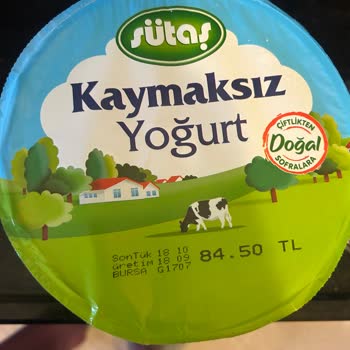 sütaş
Kaymaksız
Yoğurt
ÇİFTLİKTEN
Doğal
SOFRALARA
SonTük 18 10
üretim 18 09
BURSA G1707
84.50 TL